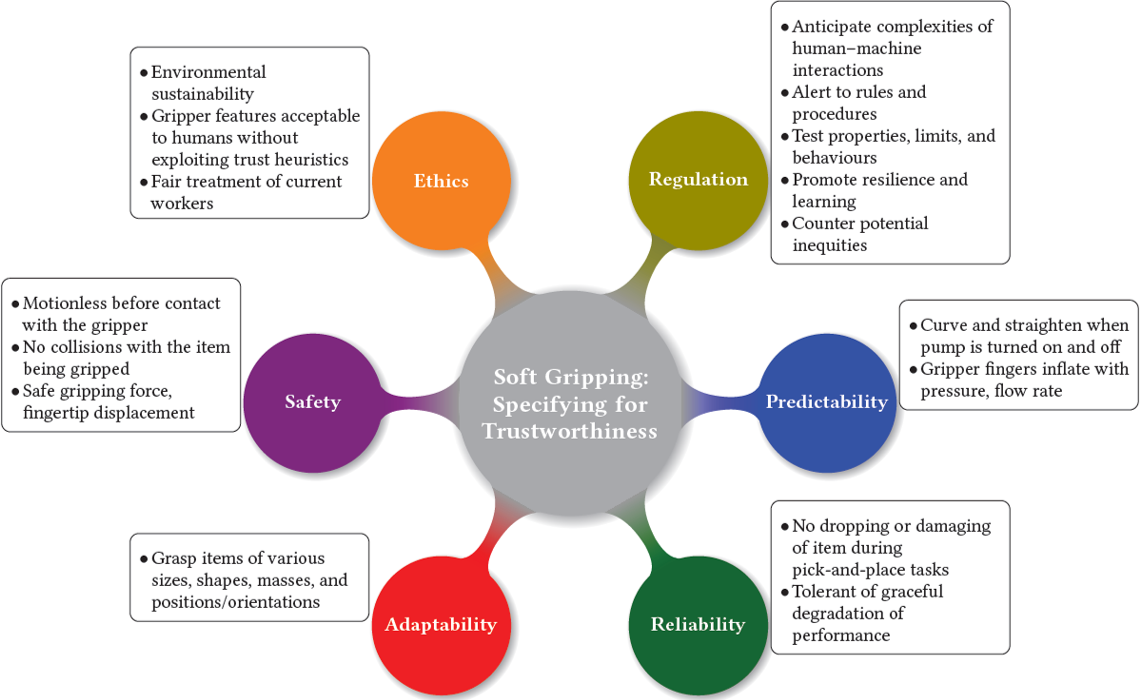 ● Environmental
sustainability
● Gripper features acceptable
to humans without
exploiting trust heuristics
● Fair treatment of current
workers
Ethics
Regulation
● Anticipate complexities of
human–machine
interactions
● Alert to rules and
procedures
● Test properties, limits, and
behaviours
● Promote resilience and
learning
● Counter potential
inequities
● Motionless before contact
with the gripper
● No collisions with the item
being gripped
● Safe gripping force,
fingertip displacement
Safety
Soft Gripping:
Specifying for
Trustworthiness
Predictability
● Curve and straighten when
pump is turned on and off
● Gripper fingers inflate with
pressure, flow rate
● Grasp items of various
sizes, shapes, masses, and
positions/orientations
Adaptability
Reliability
● No dropping or damaging
of item during
pick-and-place tasks
● Tolerant of graceful
degradation of
performance